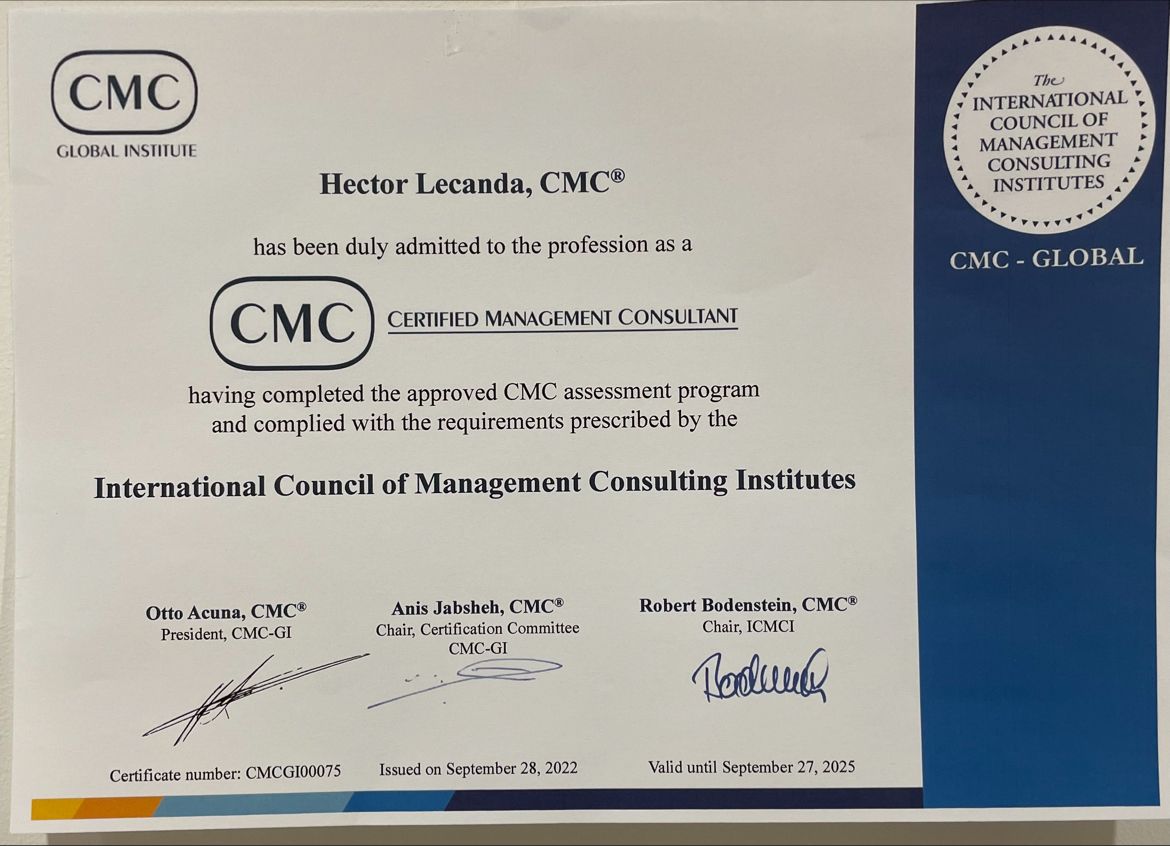 CMC
GLOBAL INSTITUTE
The
INTERNATIONAL
COUNCIL OF
MANAGEMENT
CONSULTING
INSTITUTES
CMC - GLOBAL
Hector Lecanda, CMC®
has been duly admitted to the profession as a
CMC CERTIFIED MANAGEMENT CONSULTANT
having completed the approved CMC assessment program
and complied with the requirements prescribed by the
International Council of Management Consulting Institutes
Otto Acuna, CMC®
President, CMC-GI
Anis Jabsheh, CMC®
Chair, Certification Committee
CMC-GI
Robert Bodenstein, CMC®
Chair, ICMCI
Certificate number: CMCGI00075
Issued on September 28, 2022
Valid until September 27, 2025